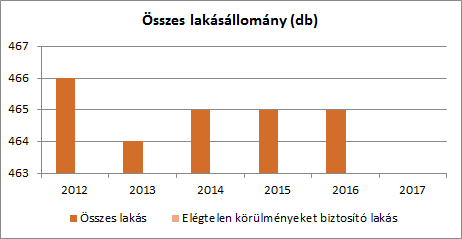 Összes lakásállomány (db)
467
466
465
464
463
2012 2013 2014 2015 2016 2017
Összes lakás Elégtelen körülményeket biztosító lakás